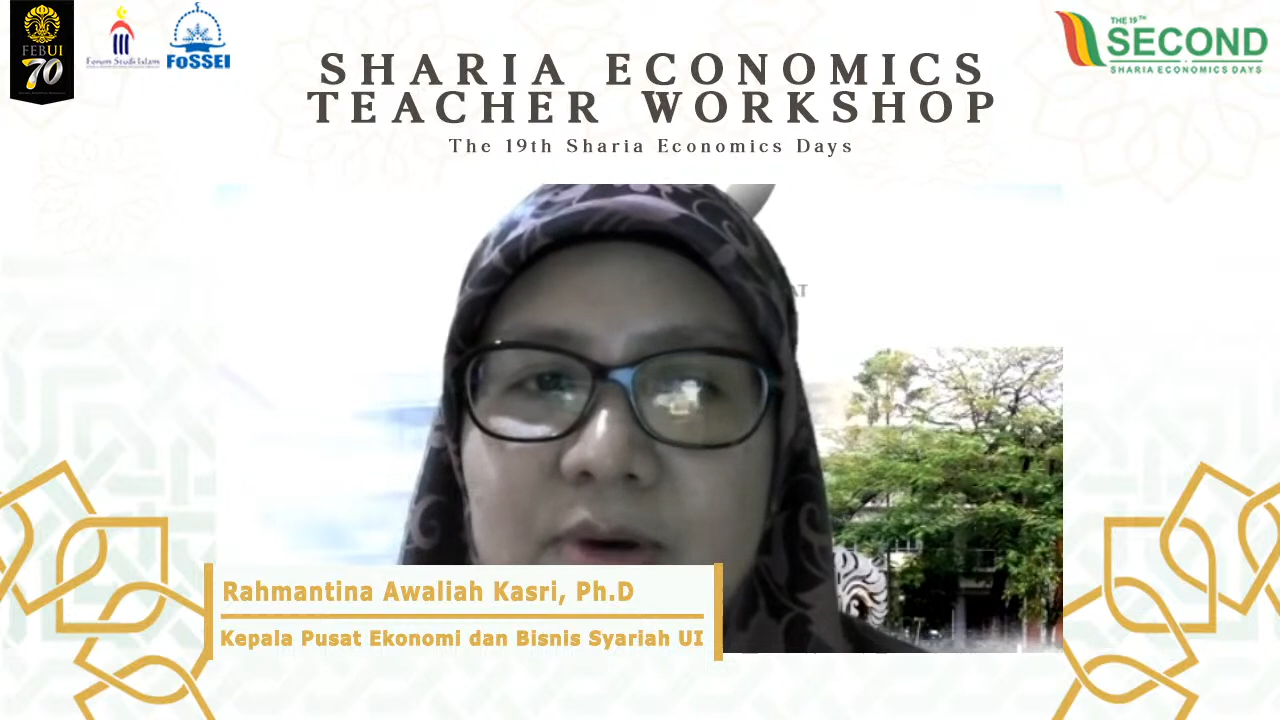 FEBUI
70
Forum Studi Islam
FoSSEI
THE 19TH
SECOND
SHARIA ECONOMICS DAYS
SHARIA ECONOMICS
TEACHER WORKSHOP
The 19th Sharia Economics Days
AT
Rahmantina Awaliah Kasri, Ph.D
Kepala Pusat Ekonomi dan Bisnis Syariah UI